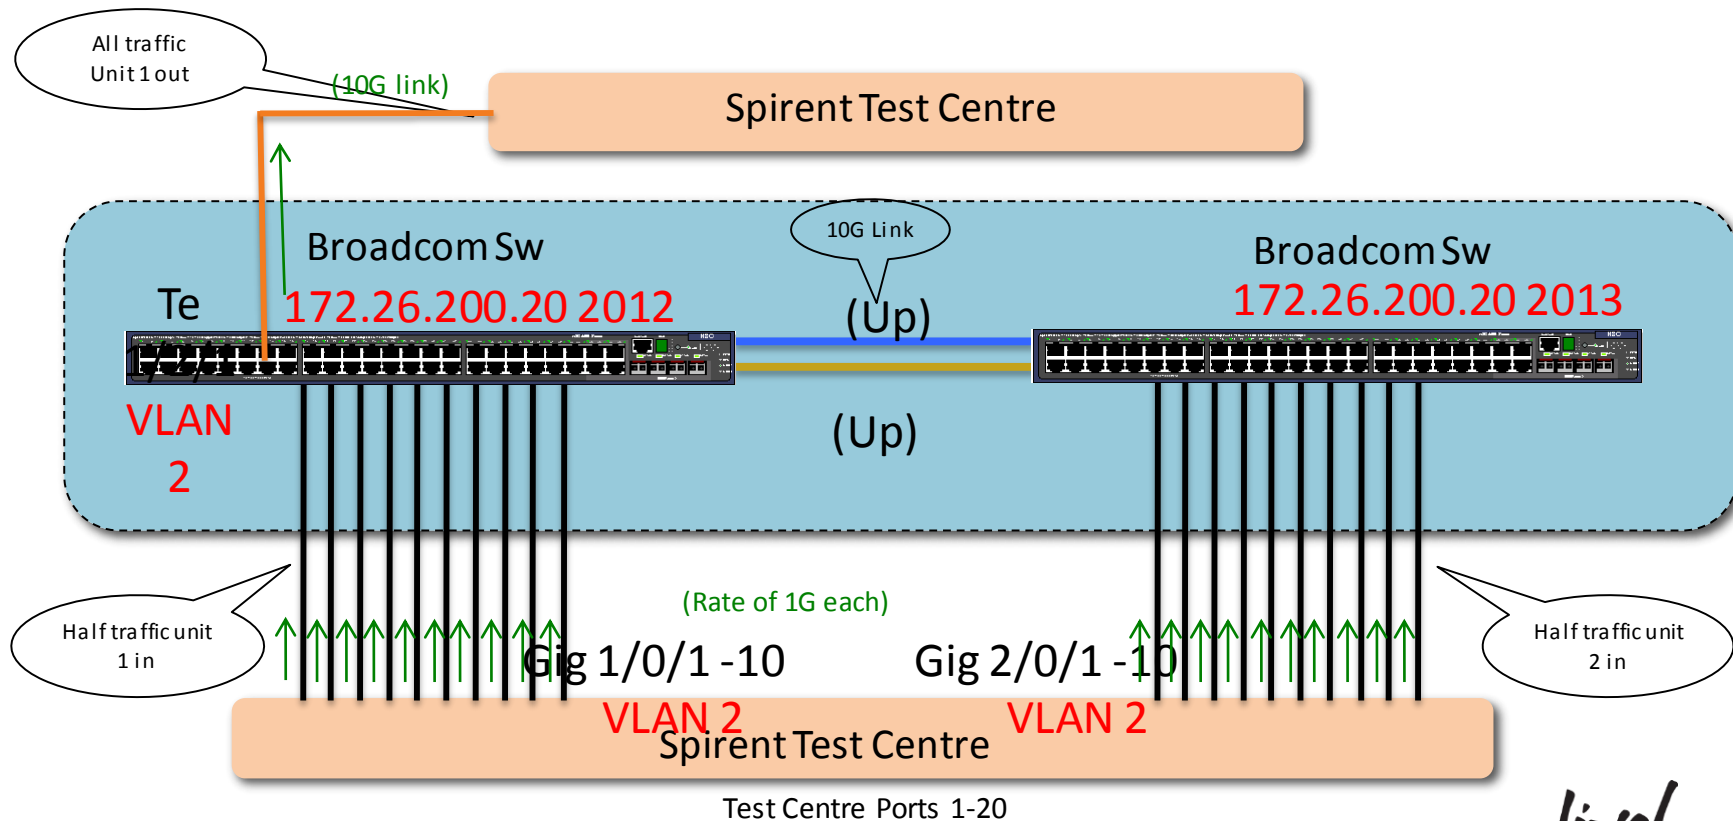 All traffic
Unit 1 out
(10G link)
Spirent Test Centre
10G Link
Broadcom Sw
172.26.200.20 2012
Te
VLAN
2
(Up)
(Up)
Broadcom Sw
172.26.200.20 2013
Half traffic unit
1 in
(Rate of 1G each)
Gig 1/0/1 -10
VLAN 2
Gig 2/0/1 -10
VLAN 2
Half traffic unit
2 in
Spirent Test Centre
Test Centre Ports 1-20